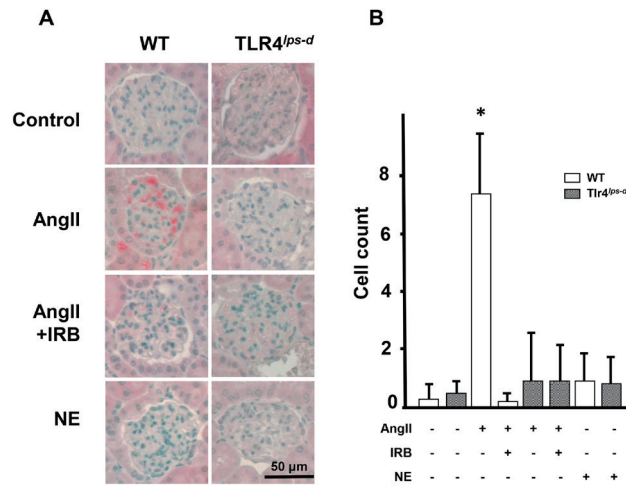 A
WT TLR4lps-d
Control
AngII
AngII
+IRB
NE
50 µm
B
*
WT
Tlr4lps-d
Cell count
8
6
4
2
0
AngII - - + + + + - -
IRB - - - + - + - -
NE - - - - - - + +